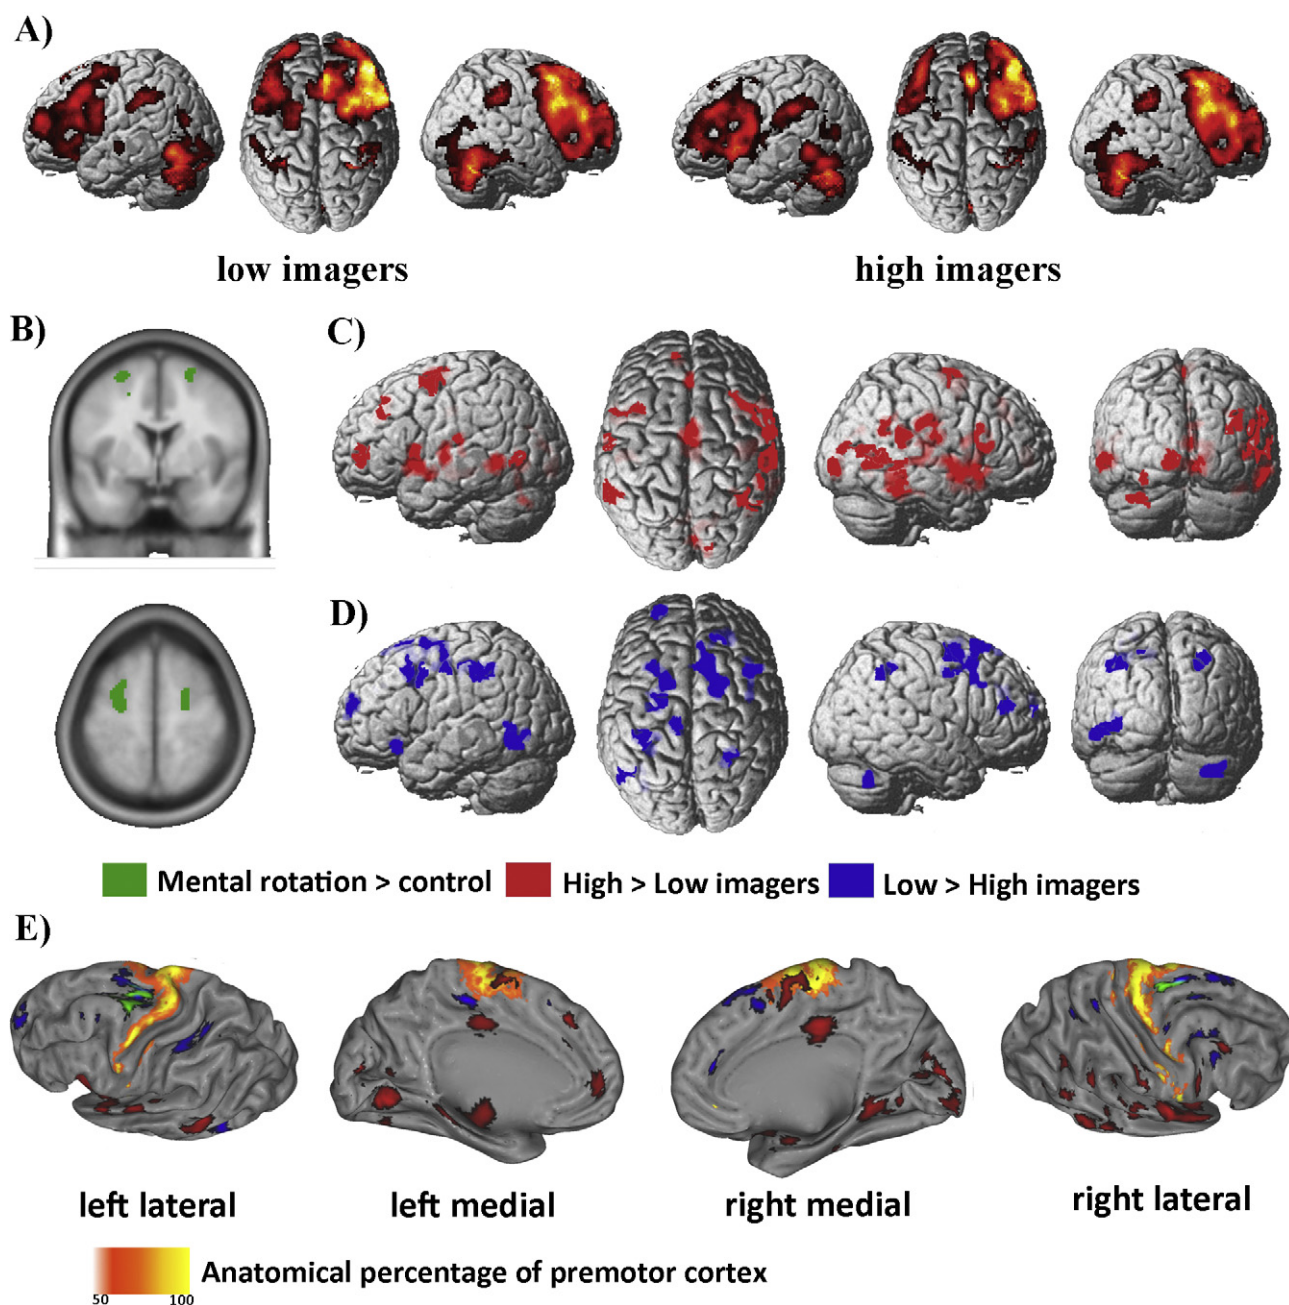 A)
low imagers
high imagers
B)
C)
D)
Mental rotation > control
High > Low imagers
Low > High imagers
E)
left lateral
left medial
right medial
right lateral
Anatomical percentage of premotor cortex
50
100